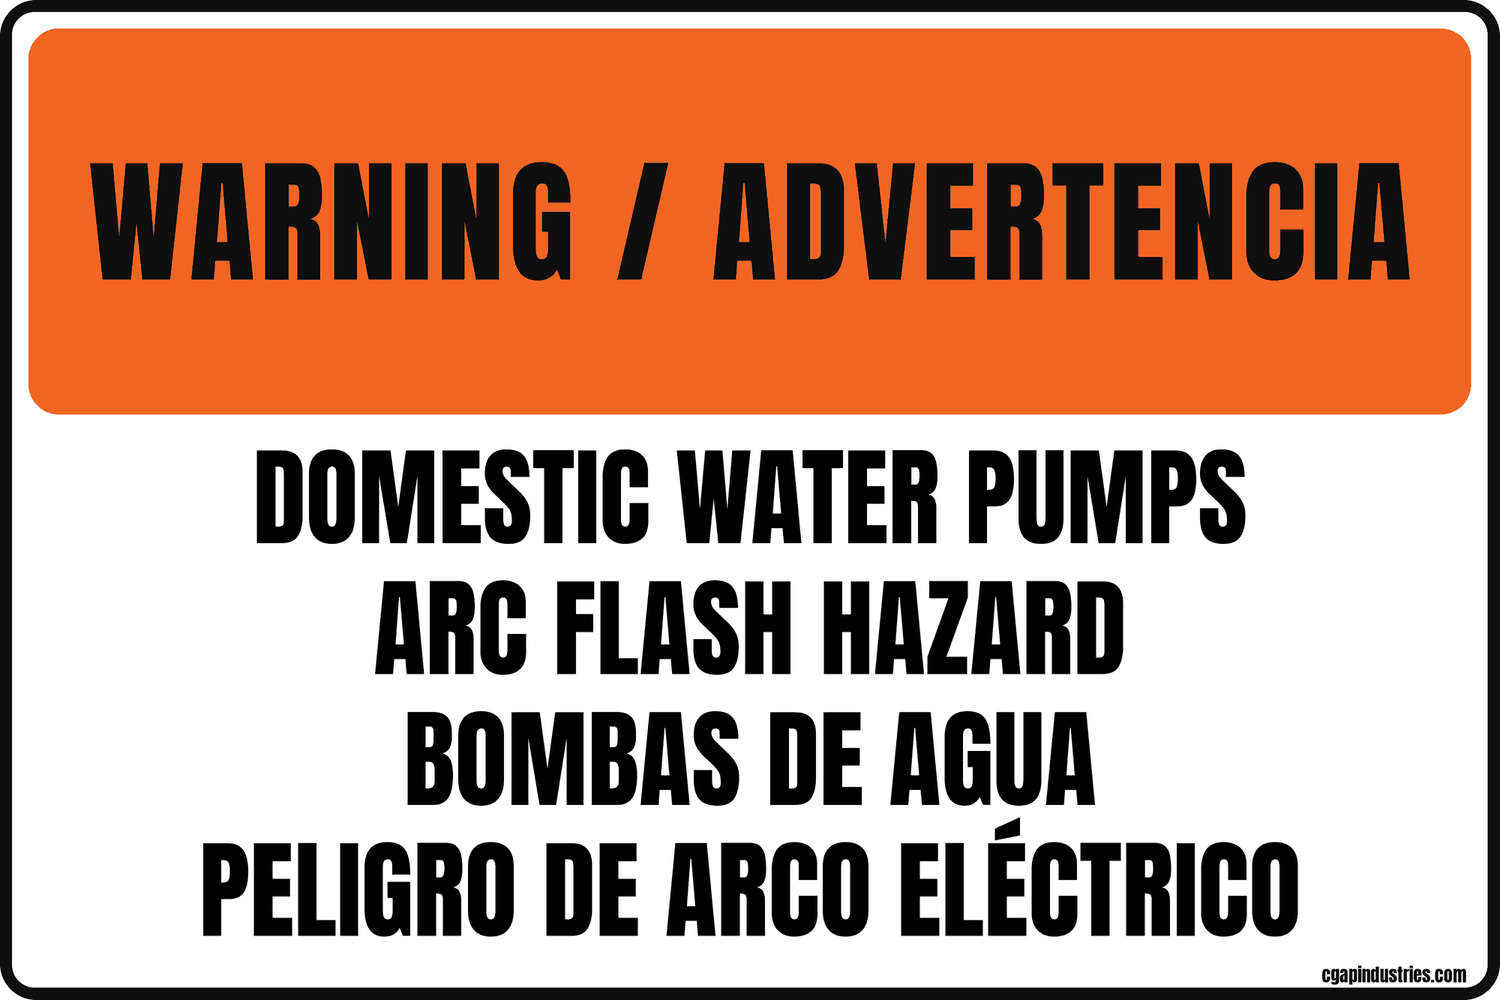 WARNING / ADVERTENCIA
DOMESTIC WATER PUMPS
ARC FLASH HAZARD
BOMBAS DE AGUA
PELIGRO DE ARCO ELÉCTRICO
cgapindustries.com